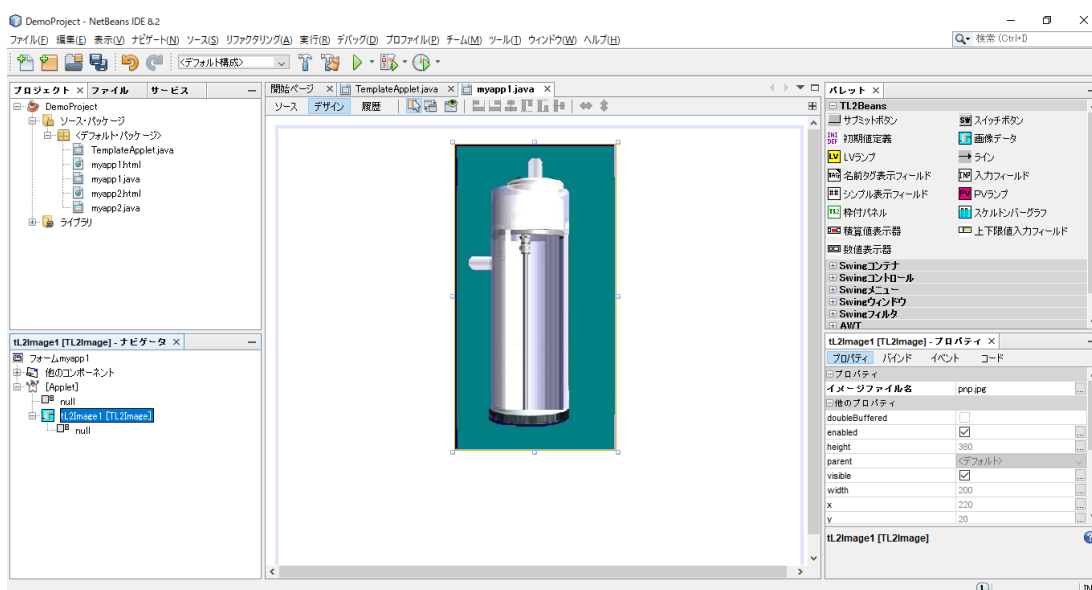 DemoProject - NetBeans IDE 8.2
ファイル(F) 編集(E) 表示(V) ナビゲート(N) ソース(S) リファクタリング(A) 実行(R) デバッグ(D) プロファイル(P) チーム(M) ツール(T) ウィンドウ(W) ヘルプ(H)
検索 (Ctrl+I)
<デフォルト構成>
プロジェクト × ファイル サービス
DemoProject
ソース・パッケージ
<デフォルト・パッケージ>
TemplateApplet.java
myapp1.html
myapp1.java
myapp2.html
myapp2.java
ライブラリ
tL2Image1 [TL2Image] - ナビゲータ ×
フォームmyapp1
他のコンポーネント
[Applet]
null
tL2Image1 [TL2Image]
null
開始ページ × TemplateApplet.java × myapp1.java ×
ソース デザイン 履歴
パレット ×
TL2Beans
サブミットボタン SW スイッチボタン
INI DEF 初期値定義 画像データ
LV LVランプ ライン
TAG 名前タグ表示フィールド INP 入力フィールド
## シンプル表示フィールド PV PVランプ
TL2 枠付パネル スケルトンバーグラフ
積算値表示器 上下限値入力フィールド
数値表示器
Swingコンテナ
Swingコントロール
Swingメニュー
Swingウィンドウ
Swingフィルタ
AWT
tL2Image1 [TL2Image] - プロパティ ×
プロパティ バインド イベント コード
プロパティ
イメージファイル名 pnp.jpg
他のプロパティ
doubleBuffered
enabled
height 380
parent <デフォルト>
visible
width 200
x 220
y 20
tL2Image1 [TL2Image]
1 IN